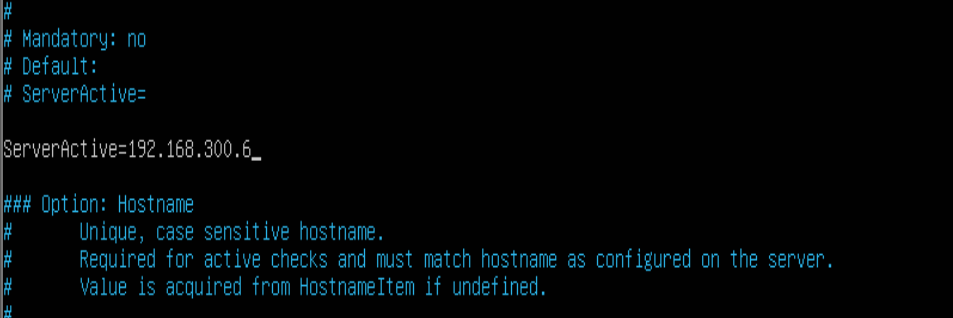 #
# Mandatory: no
# Default:
# ServerActive=
ServerActive=192.168.300.6_
### Option: Hostname
#       Unique, case sensitive hostname.
#       Required for active checks and must match hostname as configured on the server.
#       Value is acquired from HostnameItem if undefined.
#